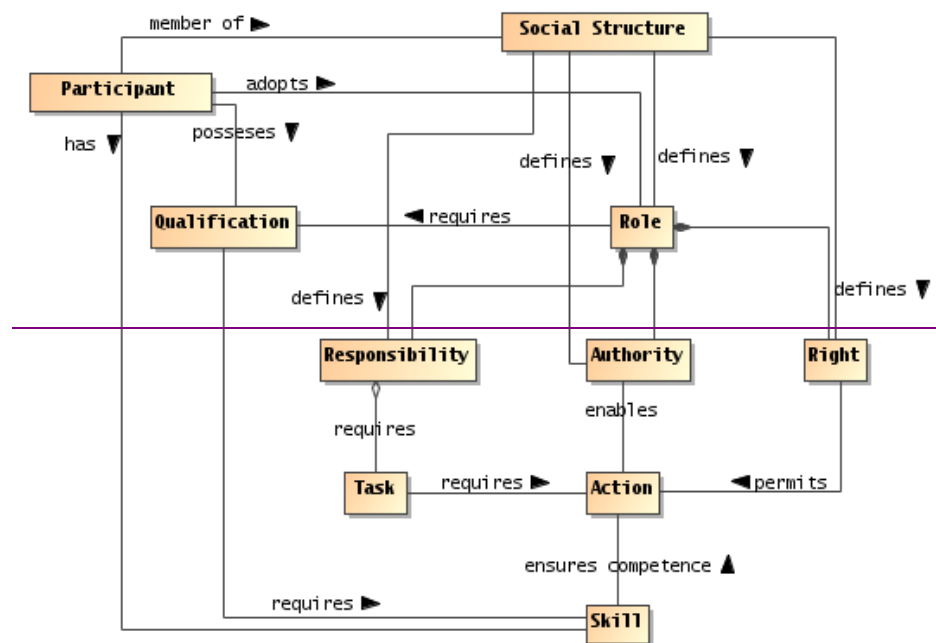 member of
Social Structure
Participant
adopts
has
posseses
defines
defines
Qualification
requires
Role
defines
defines
Responsibility
Authority
Right
enables
requires
Task
requires
Action
permits
ensures competence
requires
Skill